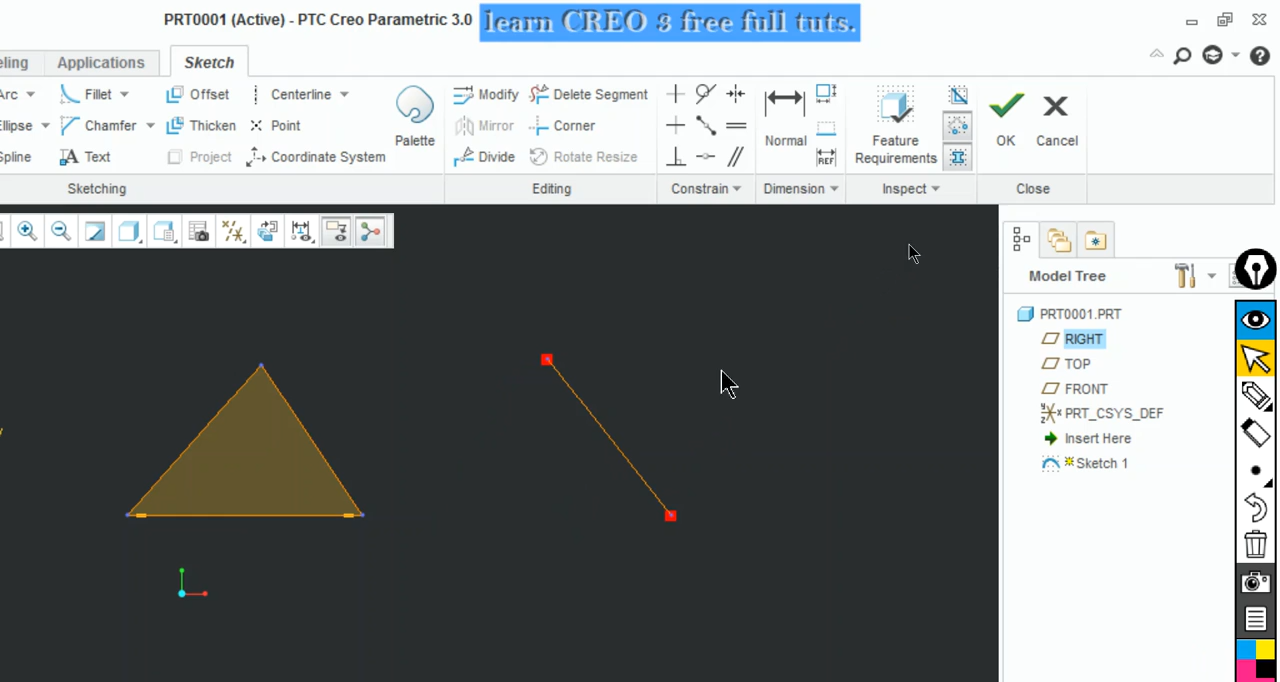 PRT0001 (Active) - PTC Creo Parametric 3.0
learn CREO 3 free full tuts.
eling Applications Sketch
Arc Fillet Offset Centerline Modify Delete Segment
Ellipse Chamfer Thicken Point Mirror Corner
Spline Text Project Coordinate System Divide Rotate Resize
Palette
Normal
REF
Feature
Requirements
OK
Cancel
Sketching Editing Constrain Dimension Inspect Close
Model Tree
PRT0001.PRT
RIGHT
TOP
FRONT
PRT_CSYS_DEF
Insert Here
Sketch 1